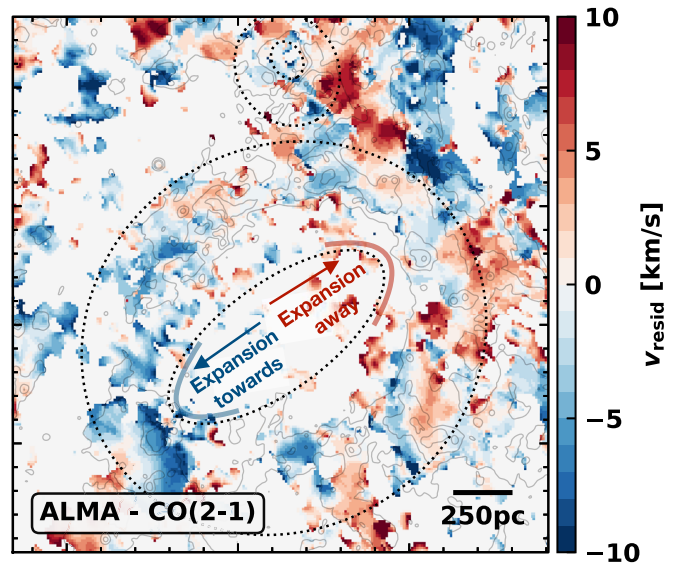 10
5
0
−5
−10
v_resid [km/s]
Expansion
away
Expansion
towards
ALMA - CO(2-1)
250pc